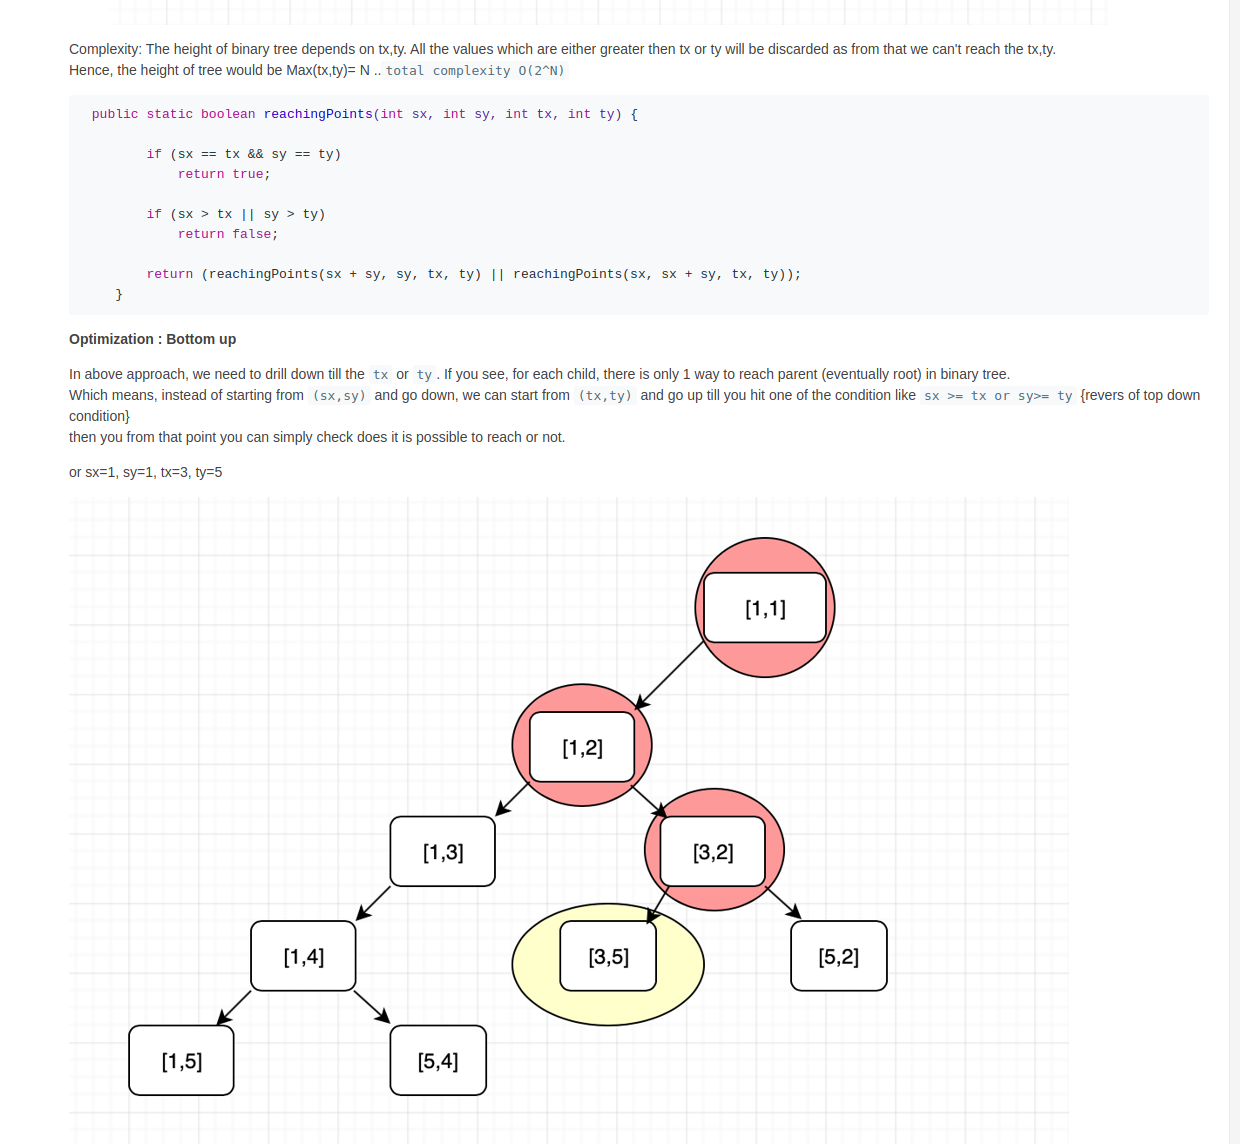 Complexity: The height of binary tree depends on tx,ty. All the values which are either greater then tx or ty will be discarded as from that we can't reach the tx,ty.
Hence, the height of tree would be Max(tx,ty)= N .. total complexity O(2^N)
public static boolean reachingPoints(int sx, int sy, int tx, int ty) {
if (sx == tx && sy == ty)
return true;
if (sx > tx || sy > ty)
return false;
return (reachingPoints(sx + sy, sy, tx, ty) || reachingPoints(sx, sx + sy, tx, ty));
}
Optimization : Bottom up
In above approach, we need to drill down till the tx or ty . If you see, for each child, there is only 1 way to reach parent (eventually root) in binary tree.
Which means, instead of starting from (sx,sy) and go down, we can start from (tx,ty) and go up till you hit one of the condition like sx >= tx or sy>= ty {revers of top down
condition}
then you from that point you can simply check does it is possible to reach or not.
or sx=1, sy=1, tx=3, ty=5
[1,1]
[1,2]
[1,3]
[3,2]
[1,4]
[3,5]
[5,2]
[1,5]
[5,4]